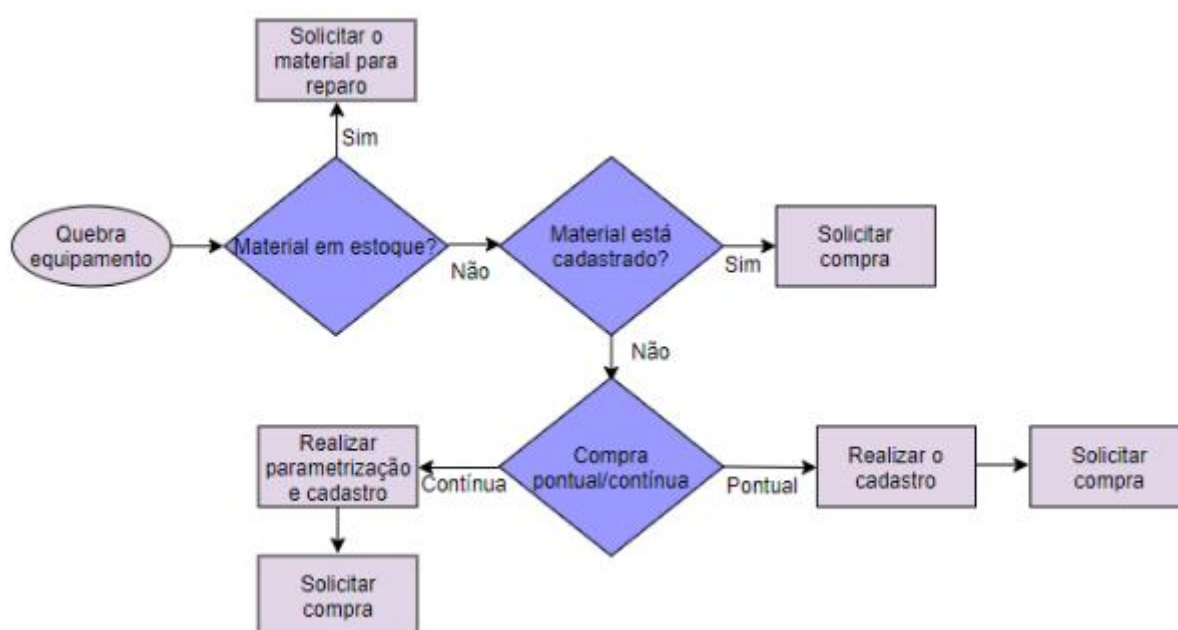 Solicitar o
material para
reparo
Sim
Quebra
equipamento
Material em estoque?
Não
Material está
cadastrado?
Sim
Solicitar
compra
Não
Realizar
parametrização
e cadastro
Contínua
Compra
pontual/contínua
Pontual
Realizar o
cadastro
Solicitar
compra
Solicitar
compra